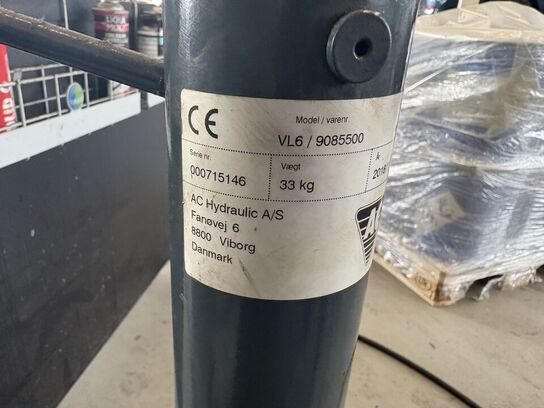 CE
Model / varenr.
VL6 / 9085500
Serie nr.
000715146
Vægt
33 kg
AC Hydraulic A/S
Fanøvej 6
8800 Viborg
Danmark